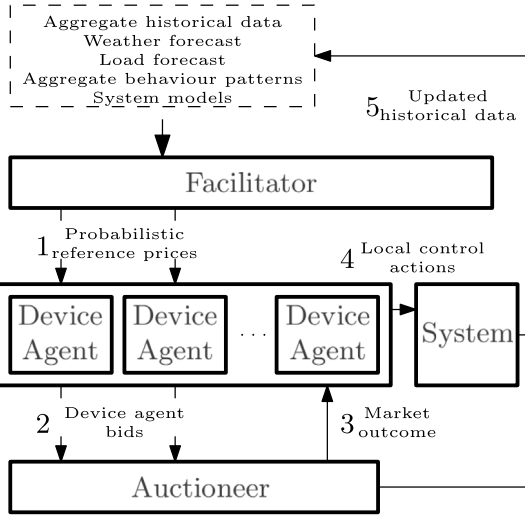 Aggregate historical data
Weather forecast
Load forecast
Aggregate behaviour patterns
System models
5 Updated
historical data
Facilitator
1 Probabilistic
reference prices
4 Local control
actions
Device
Agent
Device
Agent
...
Device
Agent
System
2 Device agent
bids
3 Market
outcome
Auctioneer